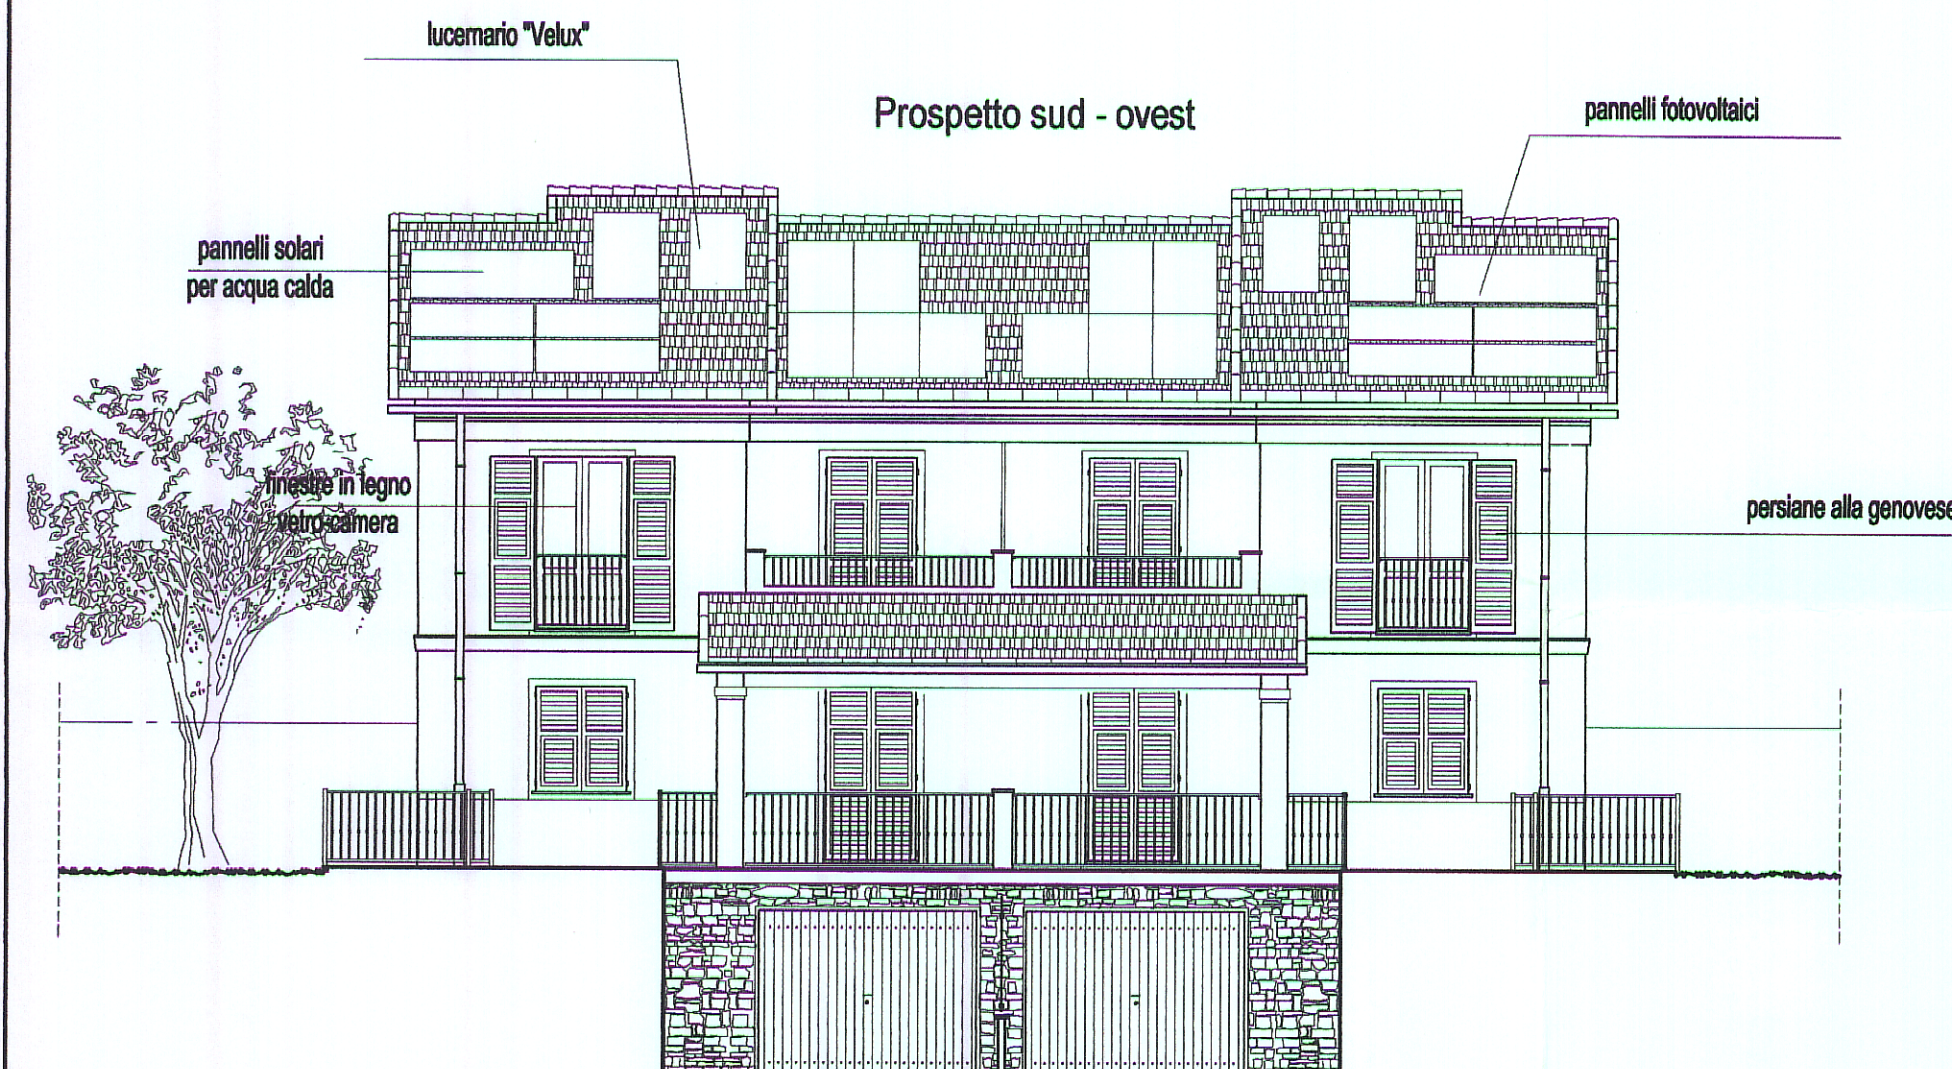 lucernario "Velux"
Prospetto sud - ovest
pannelli fotovoltaici
pannelli solari
per acqua calda
finestre in legno
vetro-camera
persiane alla genovese